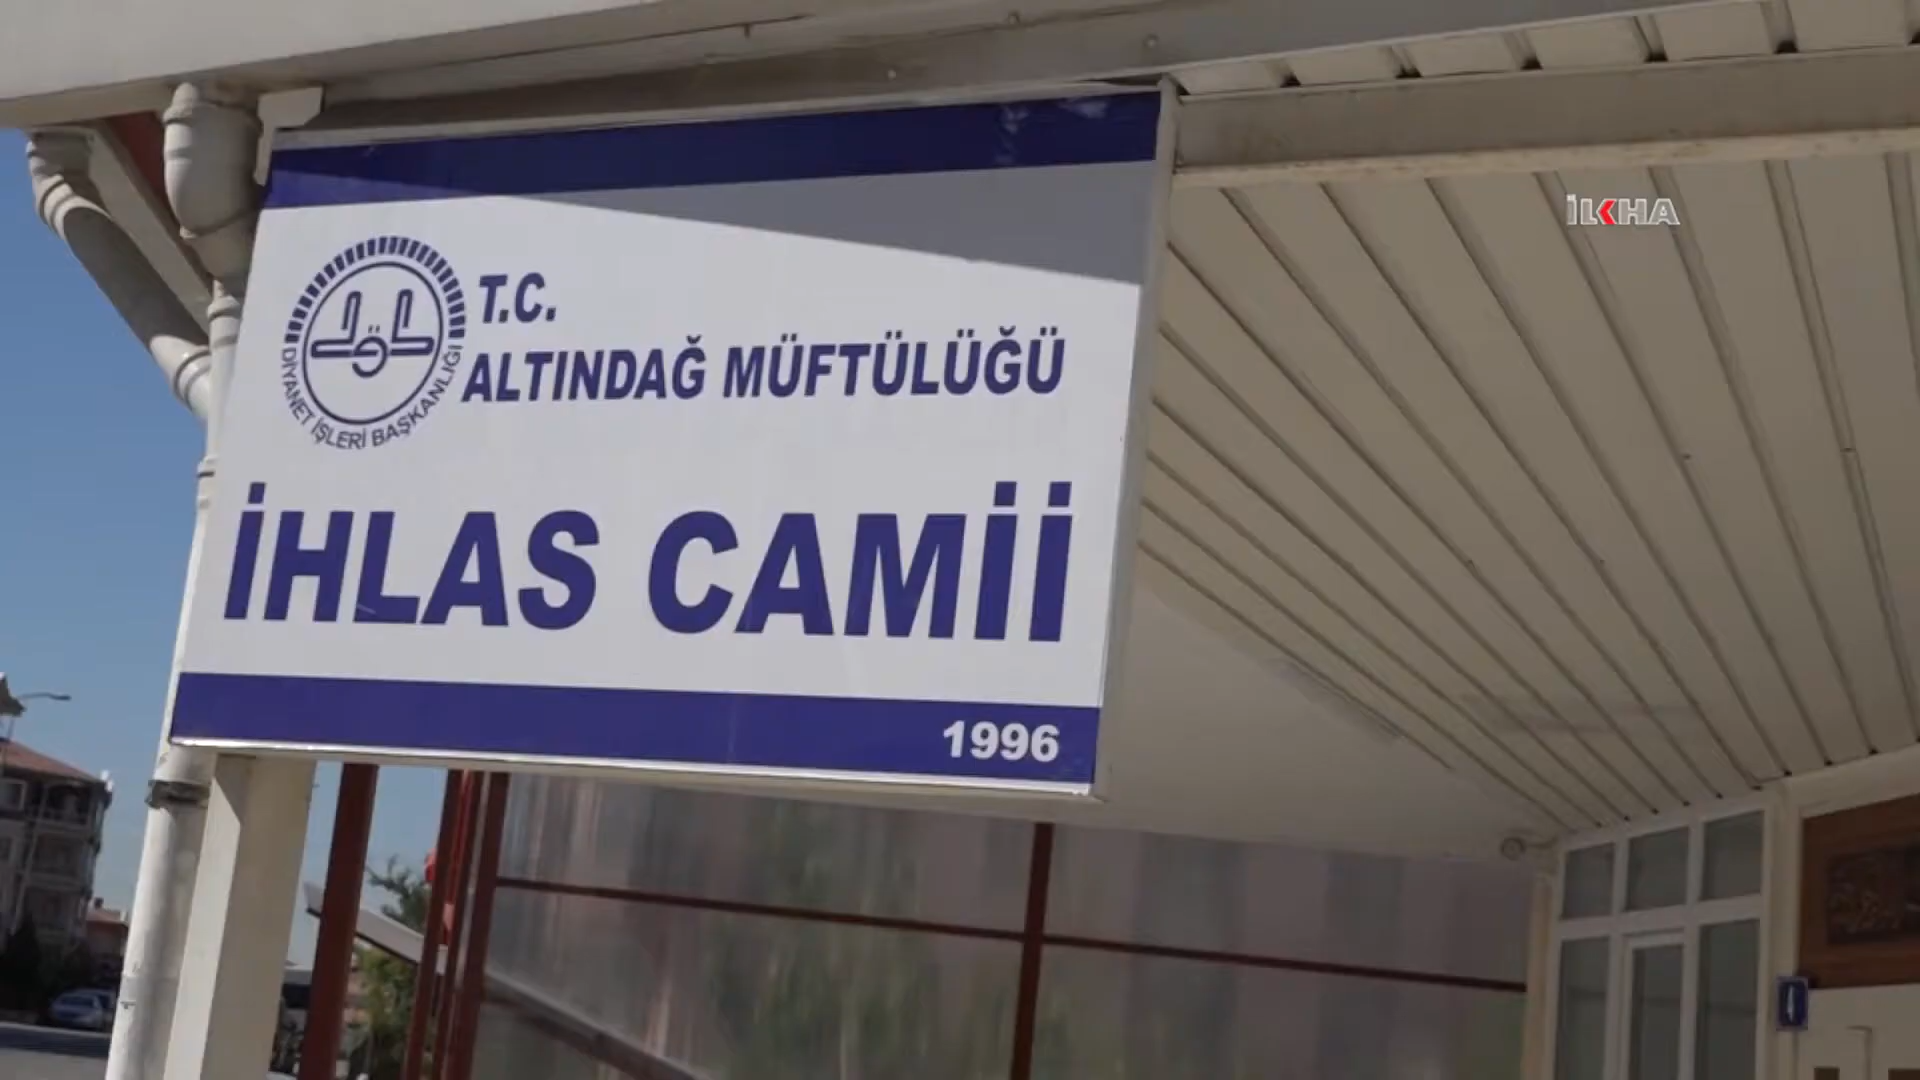 İLKHA
T.C.
ALTINDAĞ MÜFTÜLÜĞÜ
DİYANET İŞLERİ BAŞKANLIĞI
İHLAS CAMİİ
1996